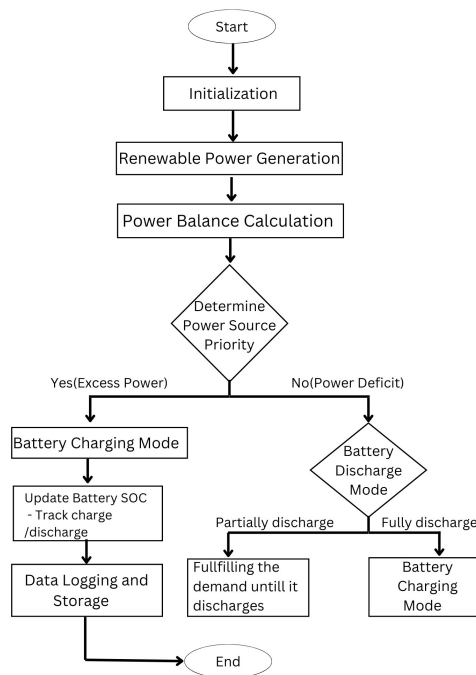 Start
Initialization
Renewable Power Generation
Power Balance Calculation
Determine
Power Source
Priority
Yes(Excess Power)
No(Power Deficit)
Battery Charging Mode
Battery
Discharge
Mode
Update Battery SOC
- Track charge
/discharge
Partially discharge
Fully discharge
Data Logging and
Storage
Fullfilling the
demand untill it
discharges
Battery
Charging
Mode
End